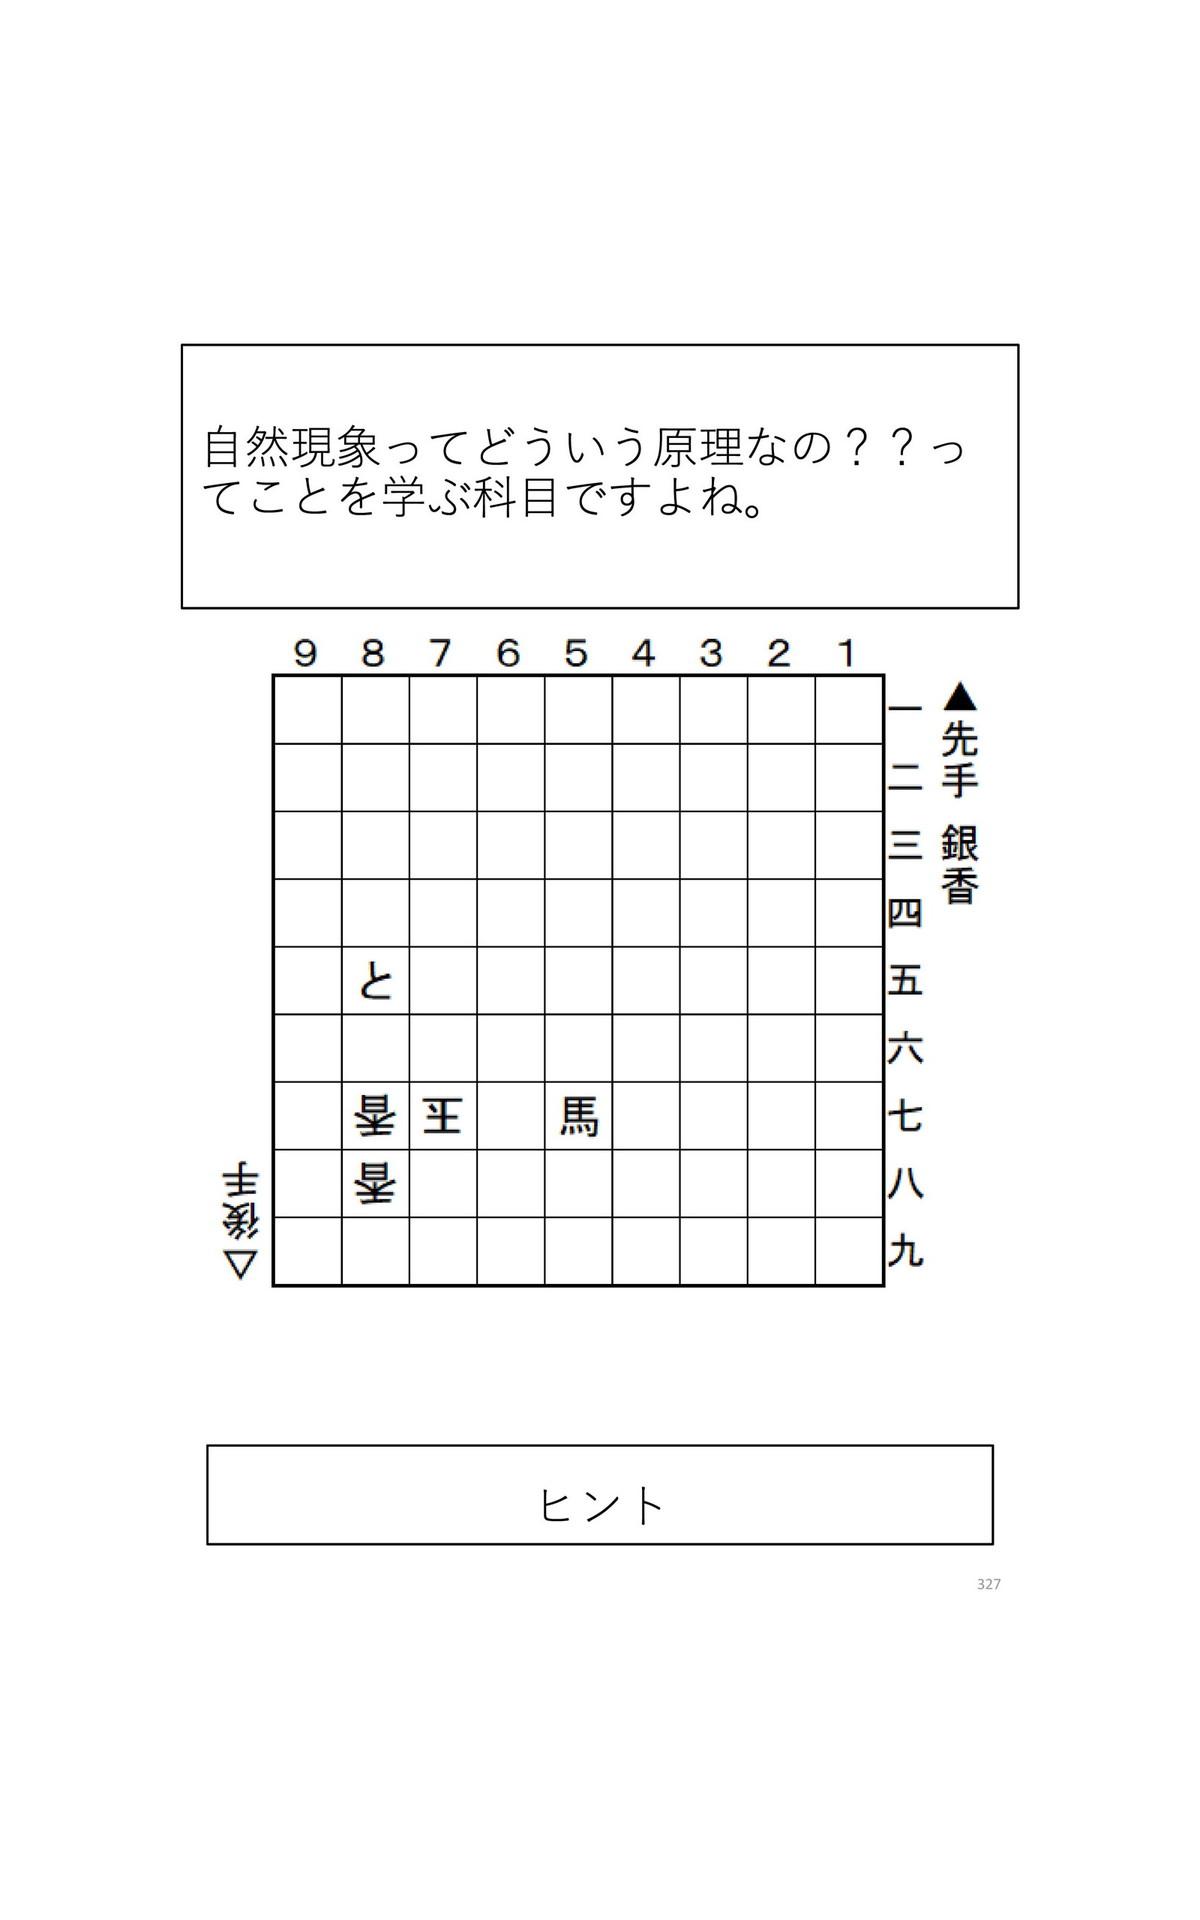 自然現象ってどういう原理なの？？っ
てことを学ぶ科目ですよね。
9 8 7 6 5 4 3 2 1
一
二
三
四
五
六
七
八
九
▲先手 銀香
と
香 王 馬
香
△後手
ヒント
327